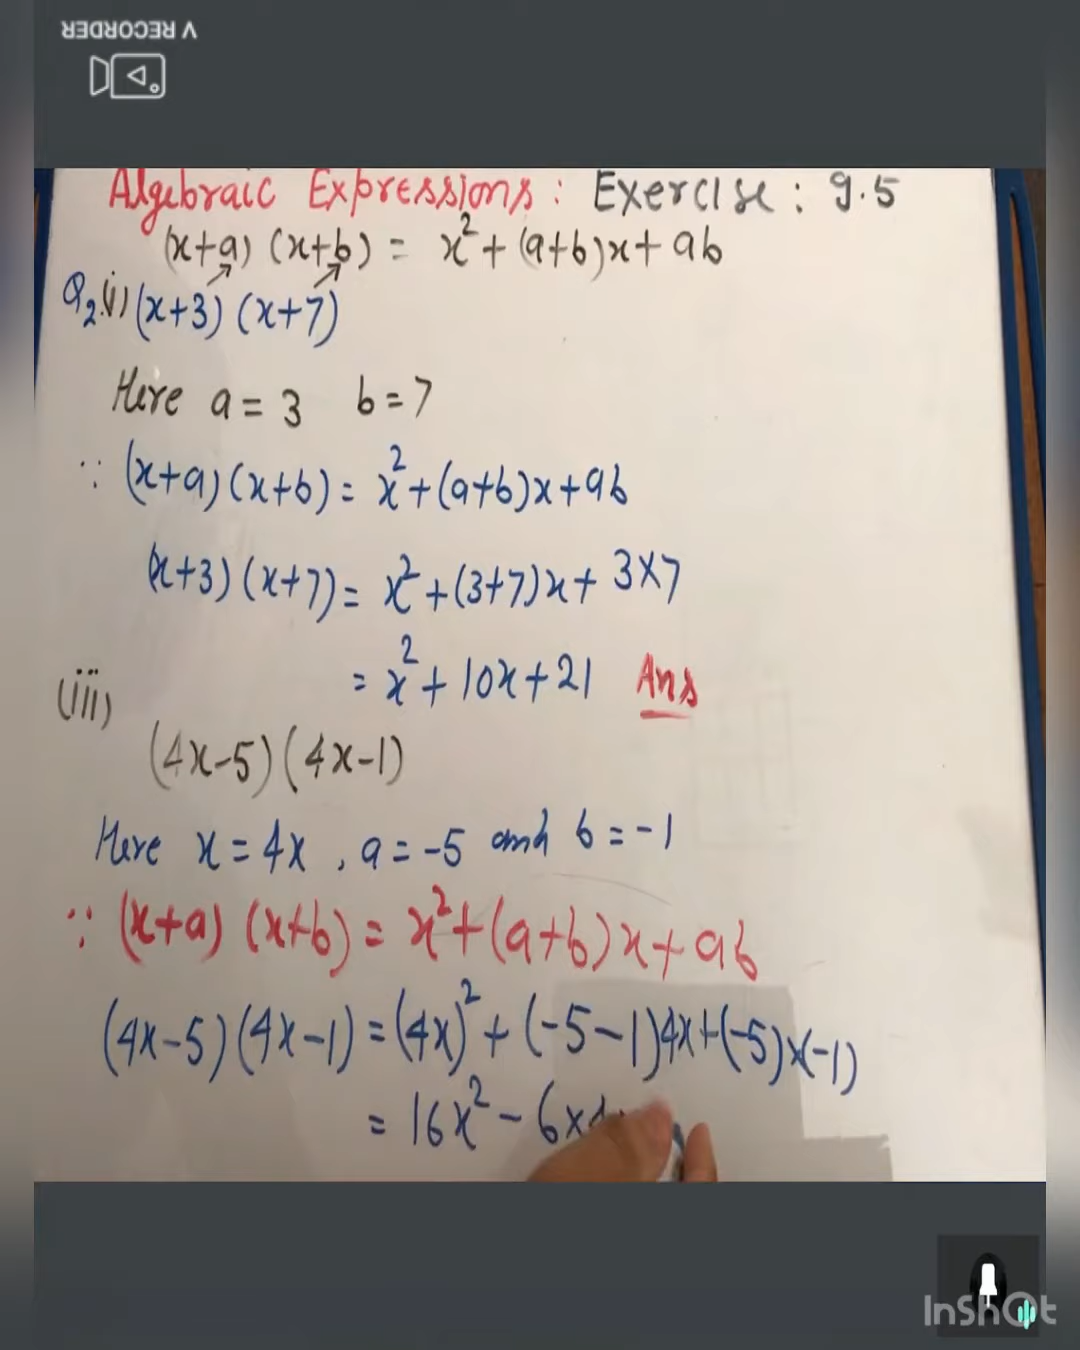 V RECORDER
Algebraic Expressions: Exercise: 9.5
(x+a) (x+b) = x²+(a+b)x+ab
Q2.(i) (x+3) (x+7)
Here a=3 b=7
∵ (x+a)(x+b) = x²+(a+b)x+ab
(x+3)(x+7) = x²+(3+7)x+ 3×7
= x²+10x+21 Ans
(iii)
(4x-5)(4x-1)
Here x=4x, a=-5 and b=-1
∵ (x+a) (x+b) = x²+(a+b)x+ab
(4x-5)(4x-1) = (4x)²+(-5-1)4x+(-5)×(-1)
= 16x²-6×
InShOt